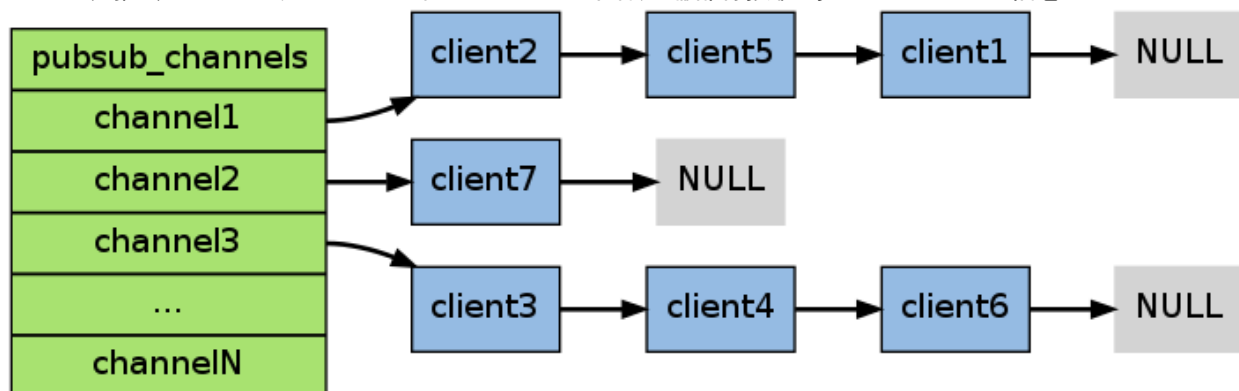 pubsub_channels
channel1
channel2
channel3
...
channelN
client2
client5
client1
NULL
client7
NULL
client3
client4
client6
NULL